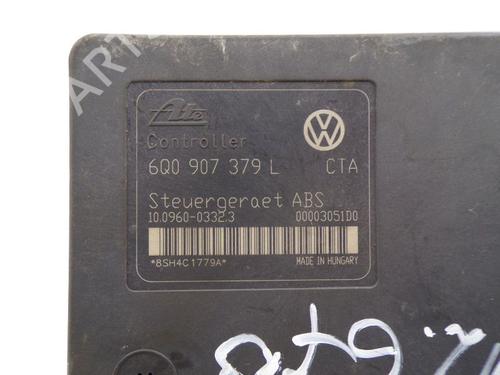 Ate
Controller
6Q0 907 379 L CTA
Steuergeraet ABS
10.0960-0332.3 00003051D0
*8SH4C1779A* MADE IN HUNGARY